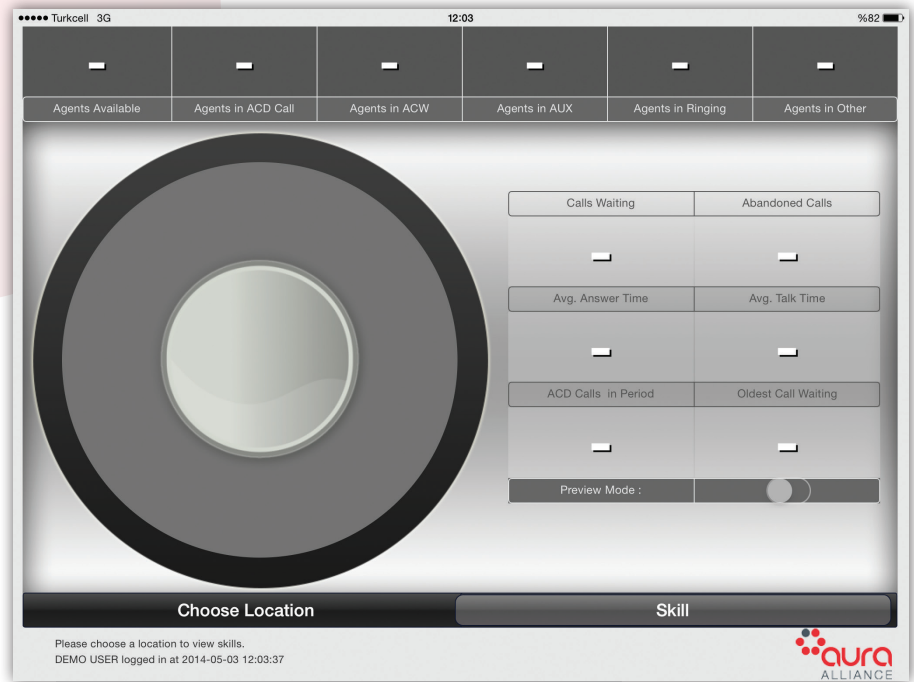 Turkcell 3G 12:03 %82
- - - - - -
Agents Available Agents in ACD Call Agents in ACW Agents in AUX Agents in Ringing Agents in Other
Calls Waiting Abandoned Calls
- -
Avg. Answer Time Avg. Talk Time
- -
ACD Calls in Period Oldest Call Waiting
- -
Preview Mode :
Choose Location Skill
Please choose a location to view skills.
DEMO USER logged in at 2014-05-03 12:03:37
aura
ALLIANCE